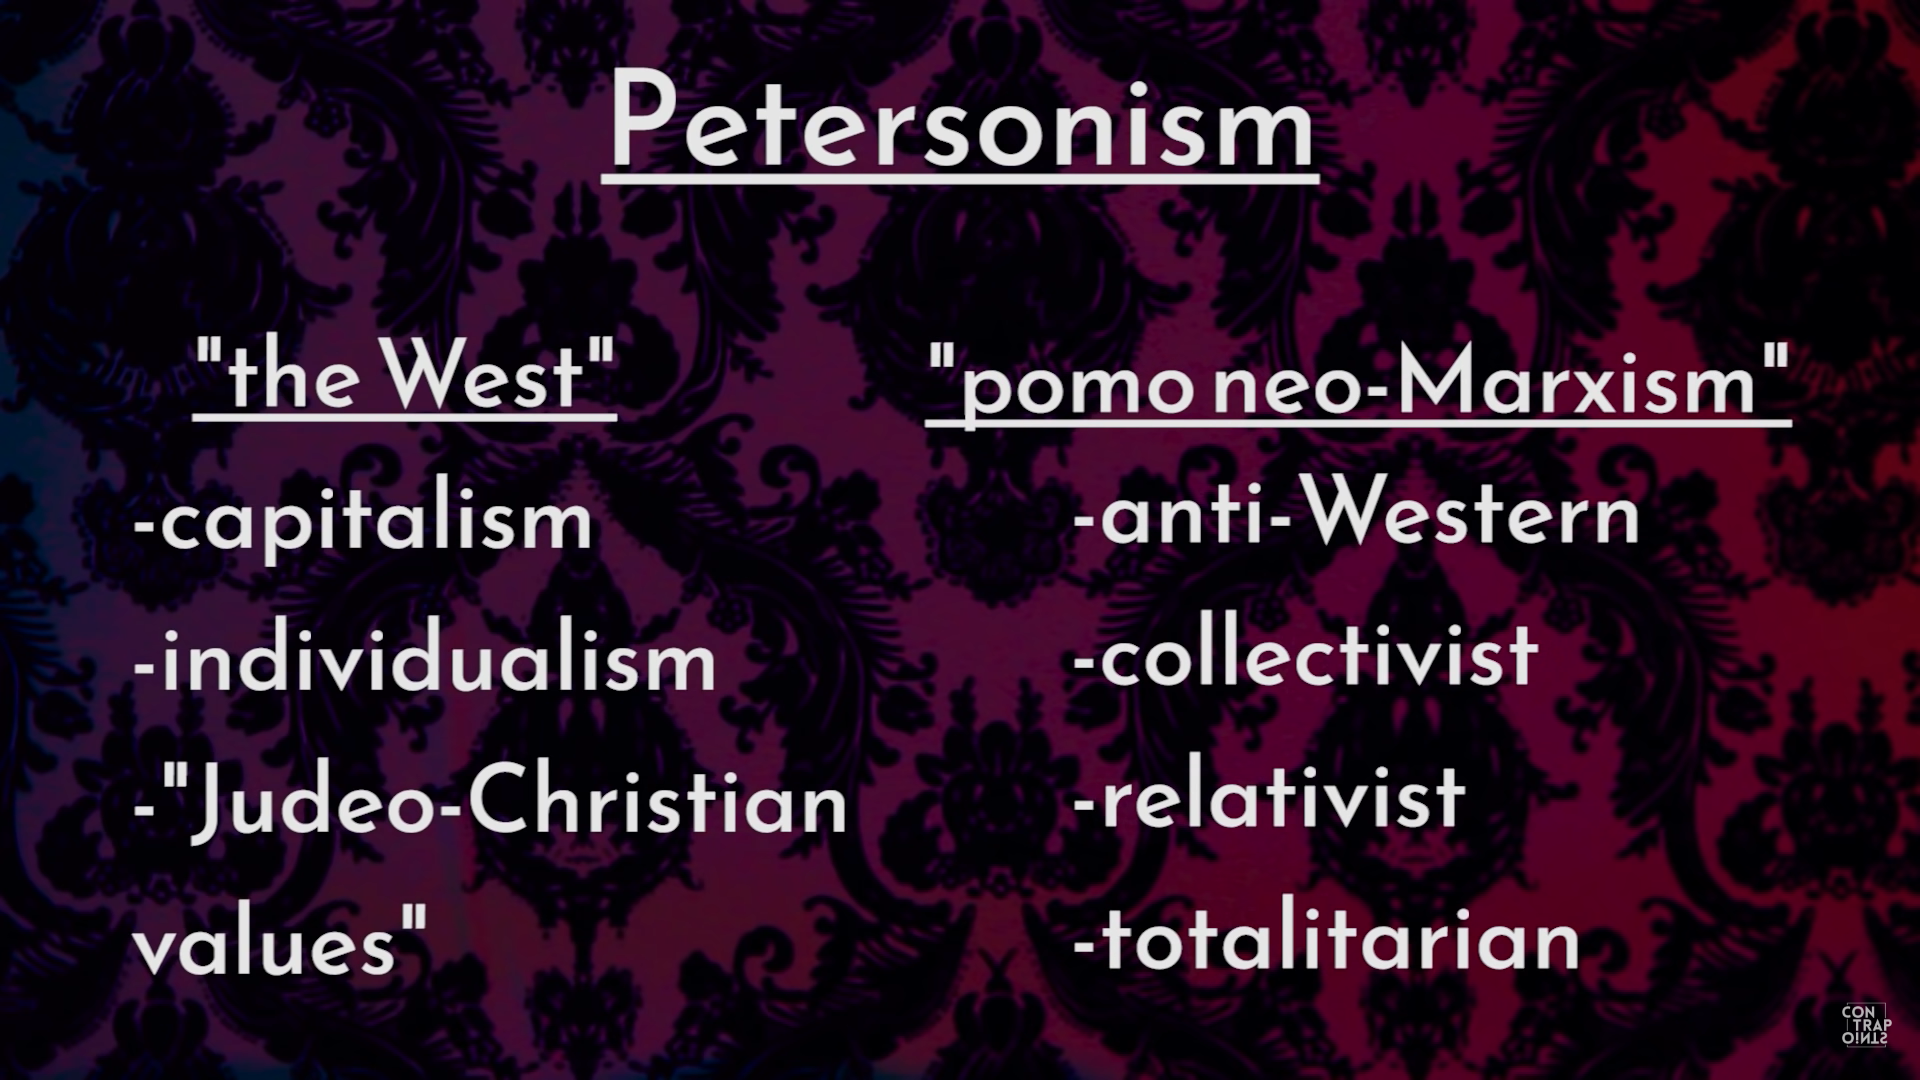 Petersonism
"the West"
-capitalism
-individualism
-"Judeo-Christian
values"
"pomo neo-Marxism"
-anti-Western
-collectivist
-relativist
-totalitarian
CON
TRAP
OINTS